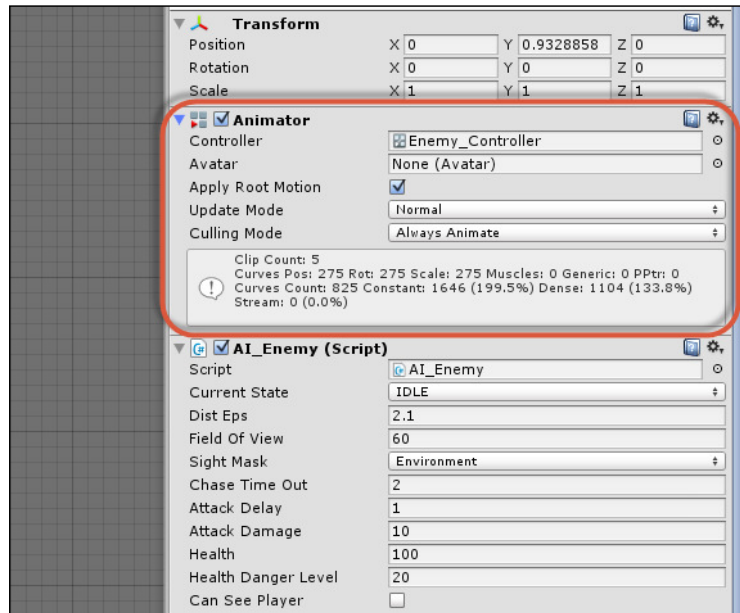 Transform
Position X 0 Y 0.9328858 Z 0
Rotation X 0 Y 0 Z 0
Scale X 1 Y 1 Z 1
Animator
Controller Enemy_Controller
Avatar None (Avatar)
Apply Root Motion
Update Mode Normal
Culling Mode Always Animate
Clip Count: 5
Curves Pos: 275 Rot: 275 Scale: 275 Muscles: 0 Generic: 0 PPtr: 0
Curves Count: 825 Constant: 1646 (199.5%) Dense: 1104 (133.8%)
Stream: 0 (0.0%)
AI_Enemy (Script)
Script AI_Enemy
Current State IDLE
Dist Eps 2.1
Field Of View 60
Sight Mask Environment
Chase Time Out 2
Attack Delay 1
Attack Damage 10
Health 100
Health Danger Level 20
Can See Player